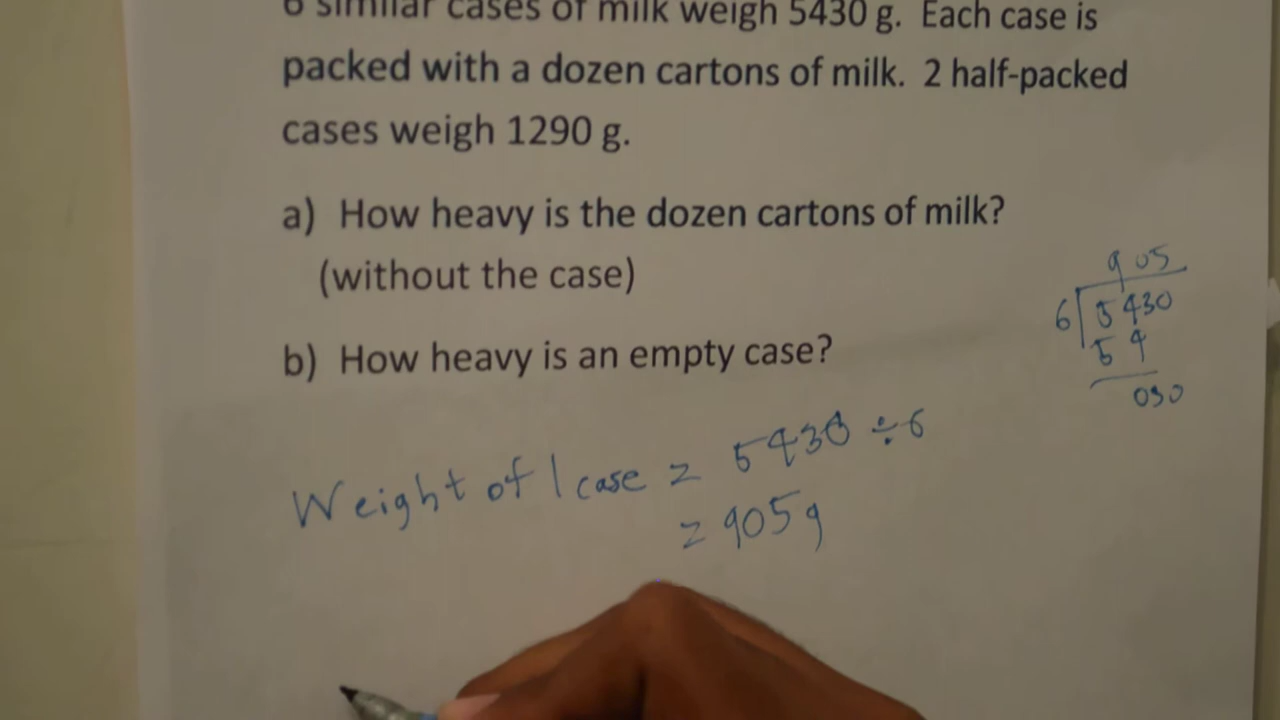 6 similar cases of milk weigh 5430 g. Each case is
packed with a dozen cartons of milk. 2 half-packed
cases weigh 1290 g.
a) How heavy is the dozen cartons of milk?
(without the case)
b) How heavy is an empty case?
905
6 5430
54
030
Weight of 1 case = 5430 ÷ 6
= 905g